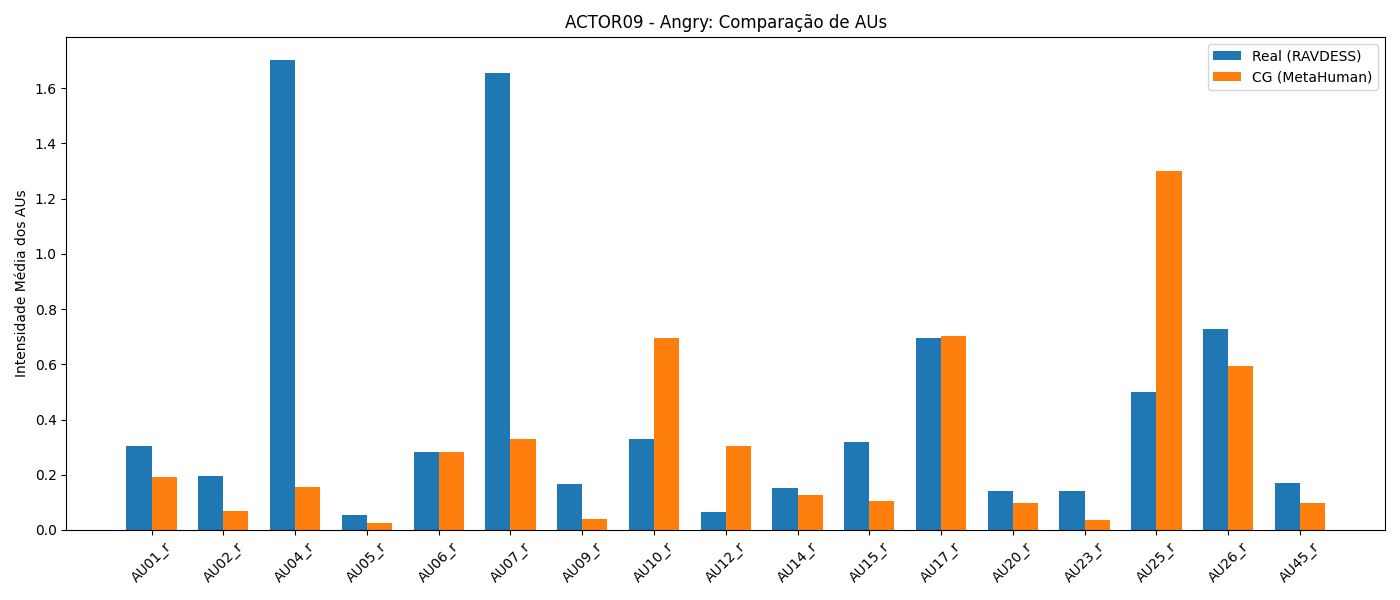 ACTOR09 - Angry: Comparação de AUs
Real (RAVDESS)
CG (MetaHuman)
Intensidade Média dos AUs
1.6
1.4
1.2
1.0
0.8
0.6
0.4
0.2
0.0
AU01_r AU02_r AU04_r AU05_r AU06_r AU07_r AU09_r AU10_r AU12_r AU14_r AU15_r AU17_r AU20_r AU23_r AU25_r AU26_r AU45_r